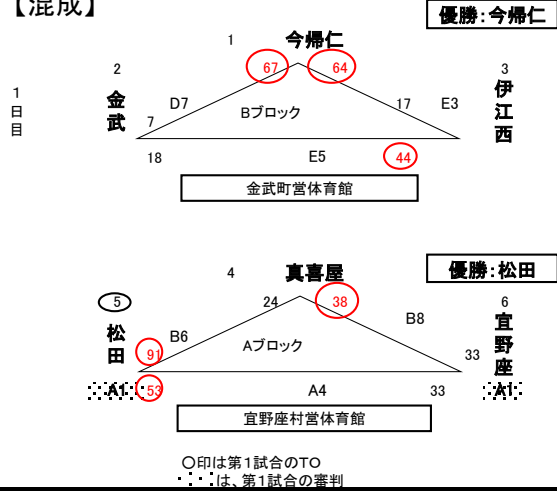 【混成】
優勝：今帰仁
1
今帰仁
2
金武
67
64
3
伊江西
1日目
D7
Bブロック
17
E3
7
18
E5
44
金武町営体育館
4
真喜屋
優勝：松田
5
松田
24
38
6
宜野座
B6
Aブロック
B8
91
33
A1
53
A4
33
A1
宜野座村営体育館
〇印は第1試合のTO
は、第1試合の審判